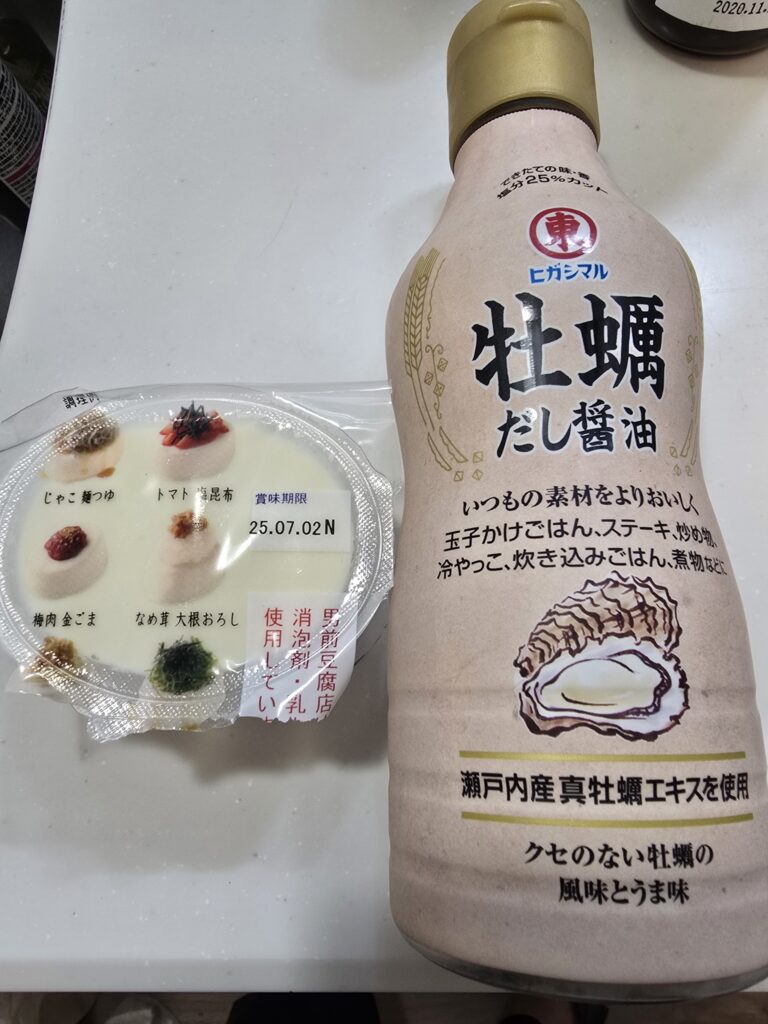 2020.11.
できたての味・香
塩分25%カット
東
ヒガシマル
牡蠣
だし醤油
いつもの素材をよりおいしく
玉子かけごはん、ステーキ、炒め物、
冷やっこ、炊き込みごはん、煮物などに
瀬戸内産真牡蠣エキスを使用
クセのない牡蠣の
風味とうま味
調理
じゃこ 麺つゆ
トマト 塩昆布
賞味期限
25.07.02N
梅肉 金ごま
なめ茸 大根おろし
男前豆腐店
消泡剤・乳
使用してい